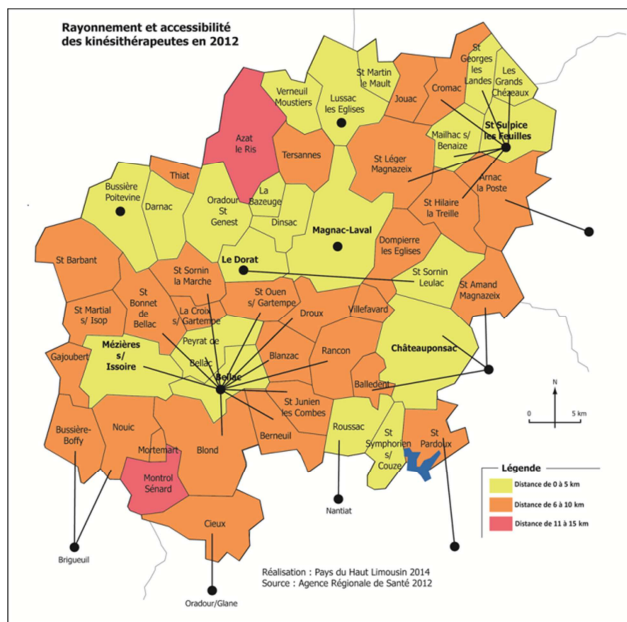 Rayonnement et accessibilité
des kinésithérapeutes en 2012
St
Georges
les
Landes
Les
Grands
Chézeaux
St Martin
le Mault
Verneuil
Moustiers
Lussac
les Eglises
Jouac
Cromac
Azat
le Ris
Tersannes
Mailhac s/
Benaize
St Sulpice
les Feuilles
St Léger
Magnazeix
Arnac
la Poste
Thiat
Bussière
Poitevine
Darnac
Oradour
St
Genest
La
Bazeuge
Dinsac
St Hilaire
la Treille
Magnac-Laval
Dompierre
les Eglises
St Barbant
Le Dorat
St Sornin
la Marche
St Sornin
Leulac
St Amand
Magnazeix
St Martial
s/ Isop
St
Bonnet
de
Bellac
La Croix
s/ Gartempe
St Ouen
s/ Gartempe
Droux
Villefavard
Châteauponsac
Peyrat de
Bellac
Gajoubert
Mézières
s/
Issoire
Bellac
Blanzac
Rancon
Balledent
St Junien
les Combes
Bussière-
Boffy
Nouic
Mortemart
Blond
Berneuil
Roussac
St
Symphorien
s/
Couze
St
Pardoux
Montrol
Sénard
Cieux
Nantiat
Brigueuil
Oradour/Glane
N
0 5 km
Légende
Distance de 0 à 5 km
Distance de 6 à 10 km
Distance de 11 à 15 km
Réalisation : Pays du Haut Limousin 2014
Source : Agence Régionale de Santé 2012